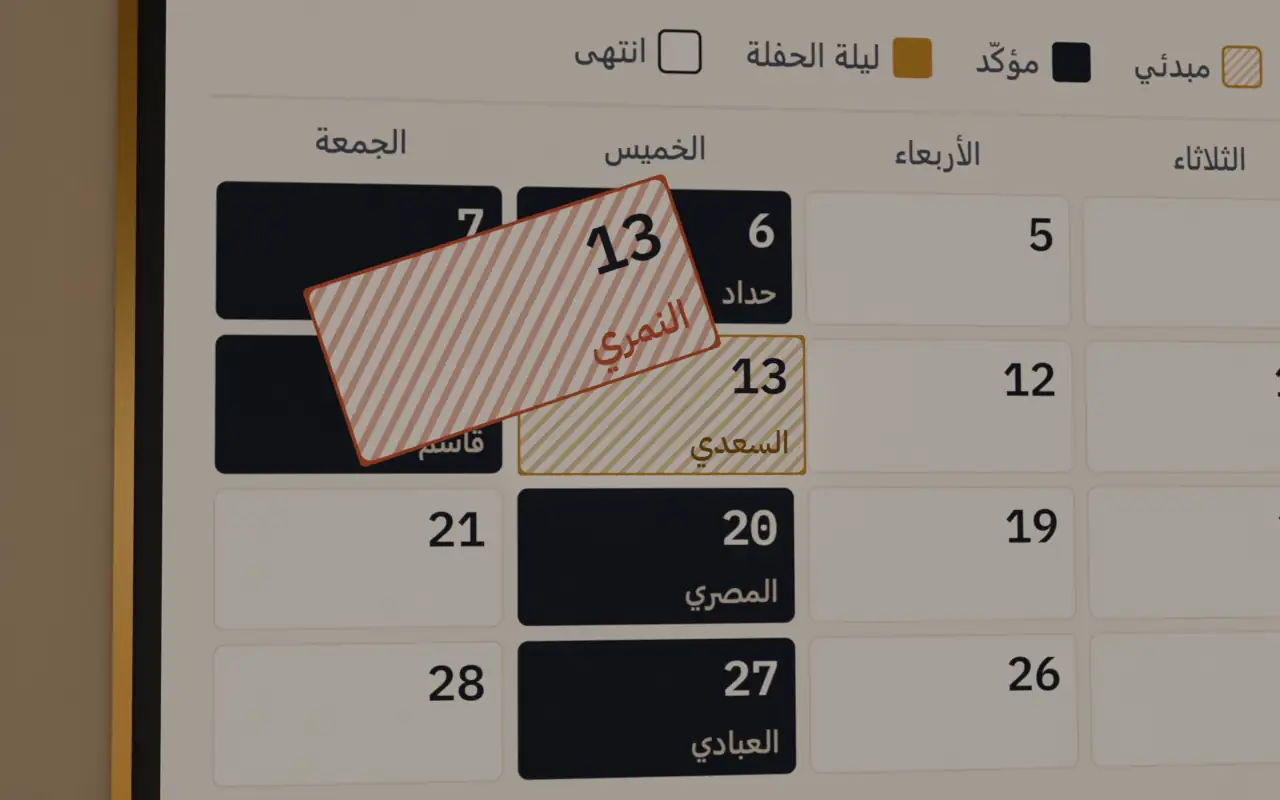 مبدئي
مؤكّد
ليلة الحفلة
انتهى
الثلاثاء
الأربعاء
الخميس
الجمعة
5
6
حداد
7
13
النمري
12
13
السعدي
قاسم
19
20
المصري
21
26
27
العبادي
28